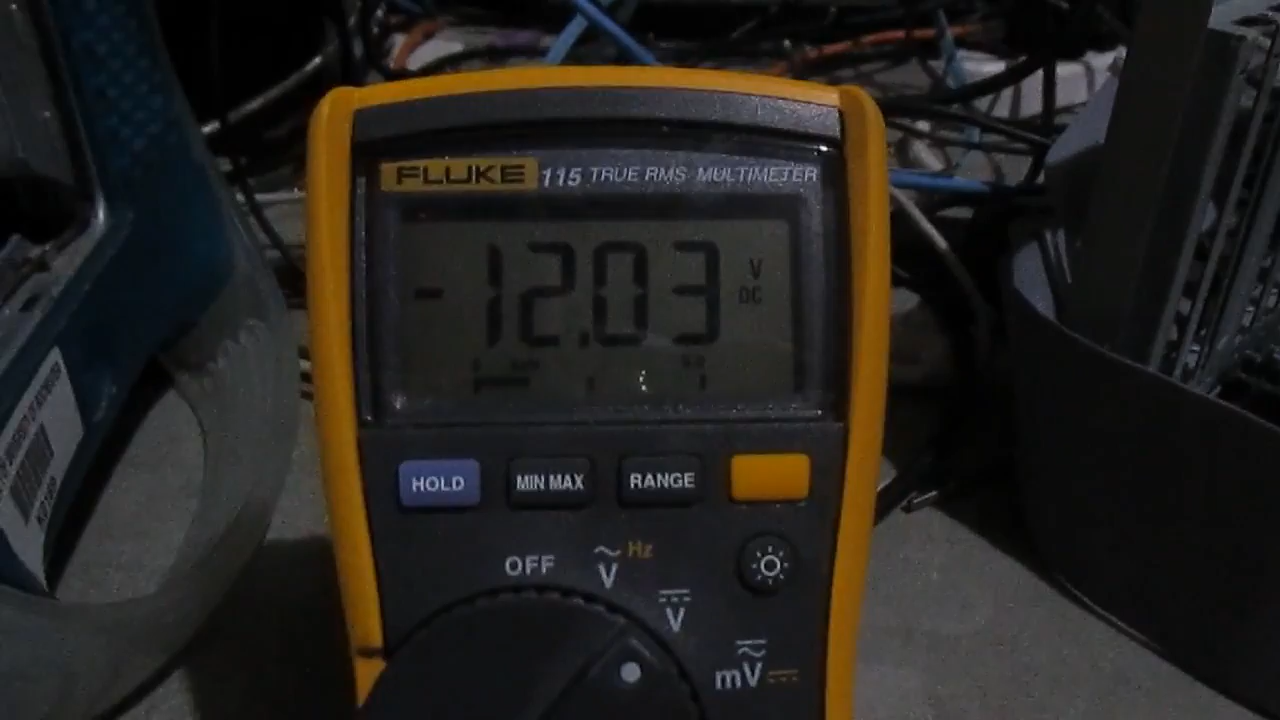 FLUKE 115 TRUE RMS MULTIMETER
-12.03 V DC
HOLD MIN MAX RANGE
OFF V Hz
V
mV